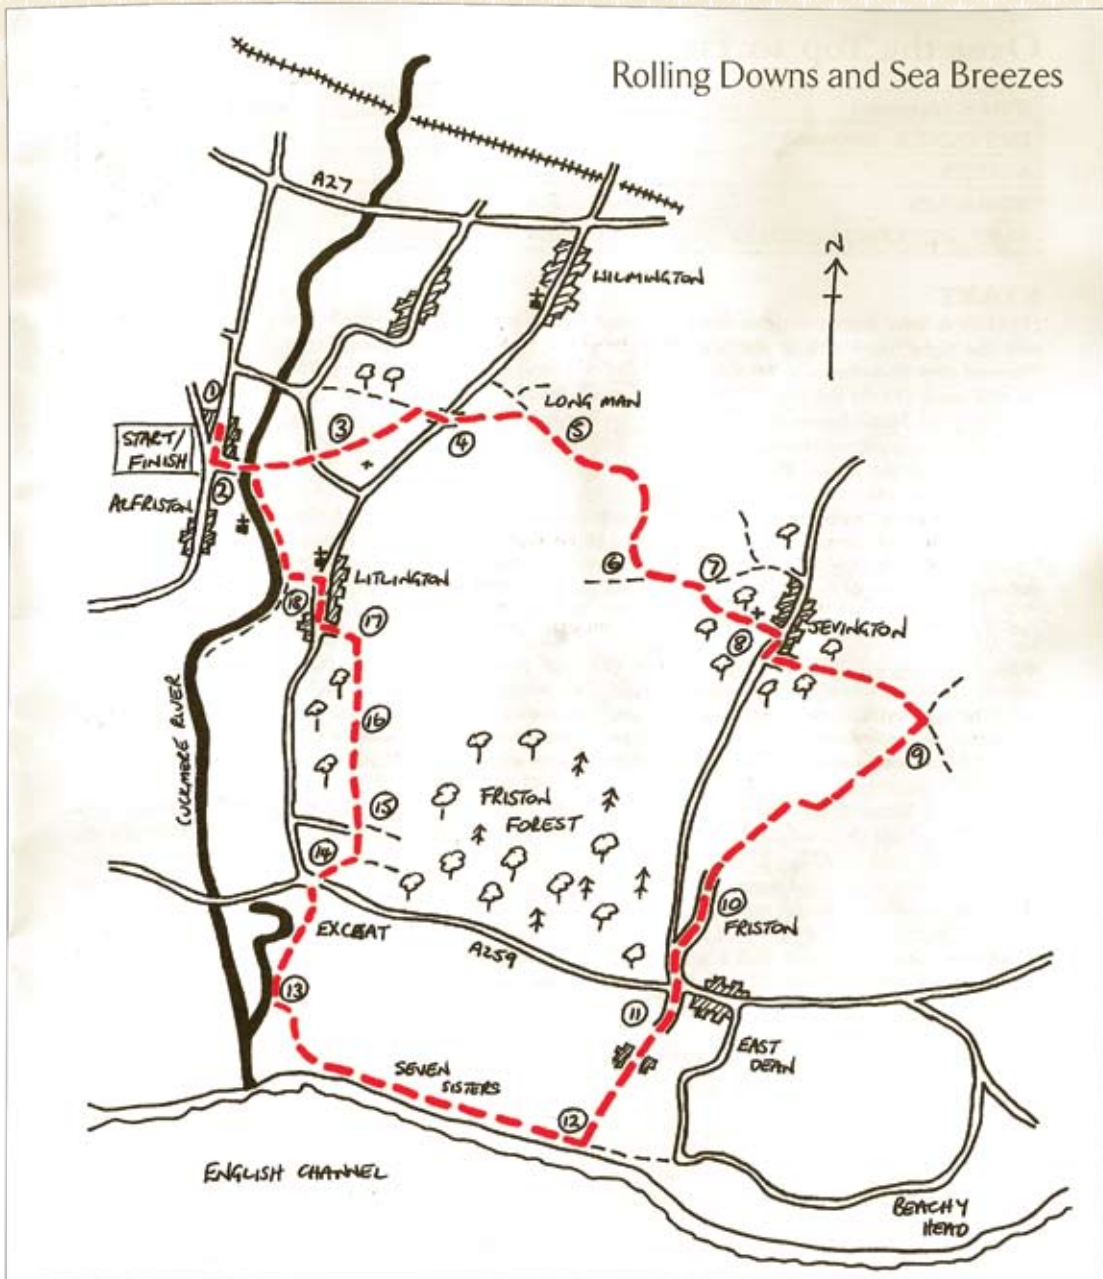 Rolling Downs and Sea Breezes
A27
N
WILMINGTON
1
LONG MAN
START/
FINISH
3
4
5
2
ALFRISTON
6
7
LITLINGTON
18
17
8
JEVINGTON
CUCKMERE RIVER
16
9
FRISTON
FOREST
15
14
10
FRISTON
EXCEAT
A259
13
11
EAST
DEAN
SEVEN
SISTERS
12
ENGLISH CHANNEL
BEACHY
HEAD